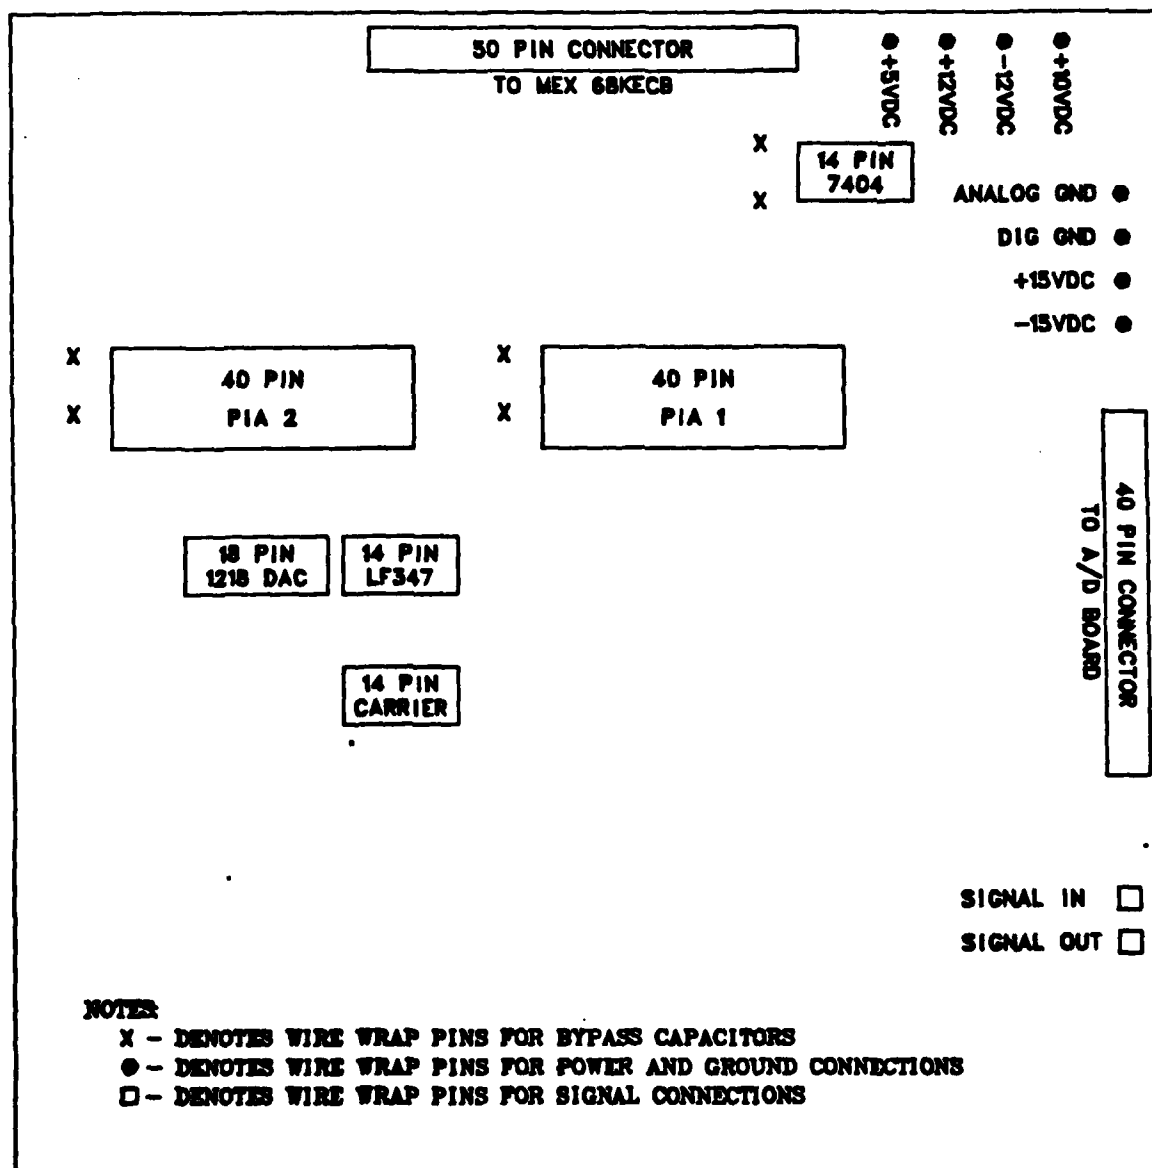 50 PIN CONNECTOR
TO MEX 68KECB
+5VDC
+12VDC
-12VDC
+10VDC
14 PIN
7404
ANALOG GND
DIG GND
+15VDC
-15VDC
X
X
X
40 PIN
PIA 2
X
X
40 PIN
PIA 1
X
40 PIN CONNECTOR
TO A/D BOARD
18 PIN
1218 DAC
14 PIN
LF347
14 PIN
CARRIER
SIGNAL IN
SIGNAL OUT
NOTES:
X - DENOTES WIRE WRAP PINS FOR BYPASS CAPACITORS
● - DENOTES WIRE WRAP PINS FOR POWER AND GROUND CONNECTIONS
□ - DENOTES WIRE WRAP PINS FOR SIGNAL CONNECTIONS